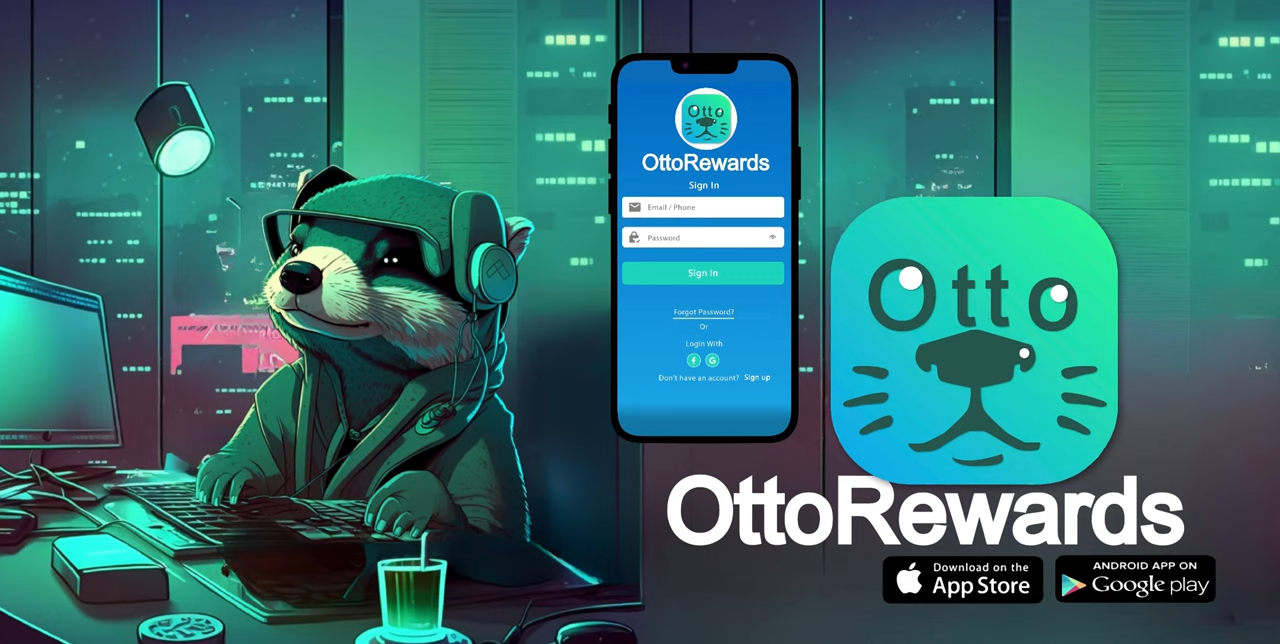 Otto
OttoRewards
Sign In
Email / Phone
Password
Sign In
Forgot Password?
Or
Login With
f G
Don't have an account? Sign up
Otto
OttoRewards
Download on the
App Store
ANDROID APP ON
Google play